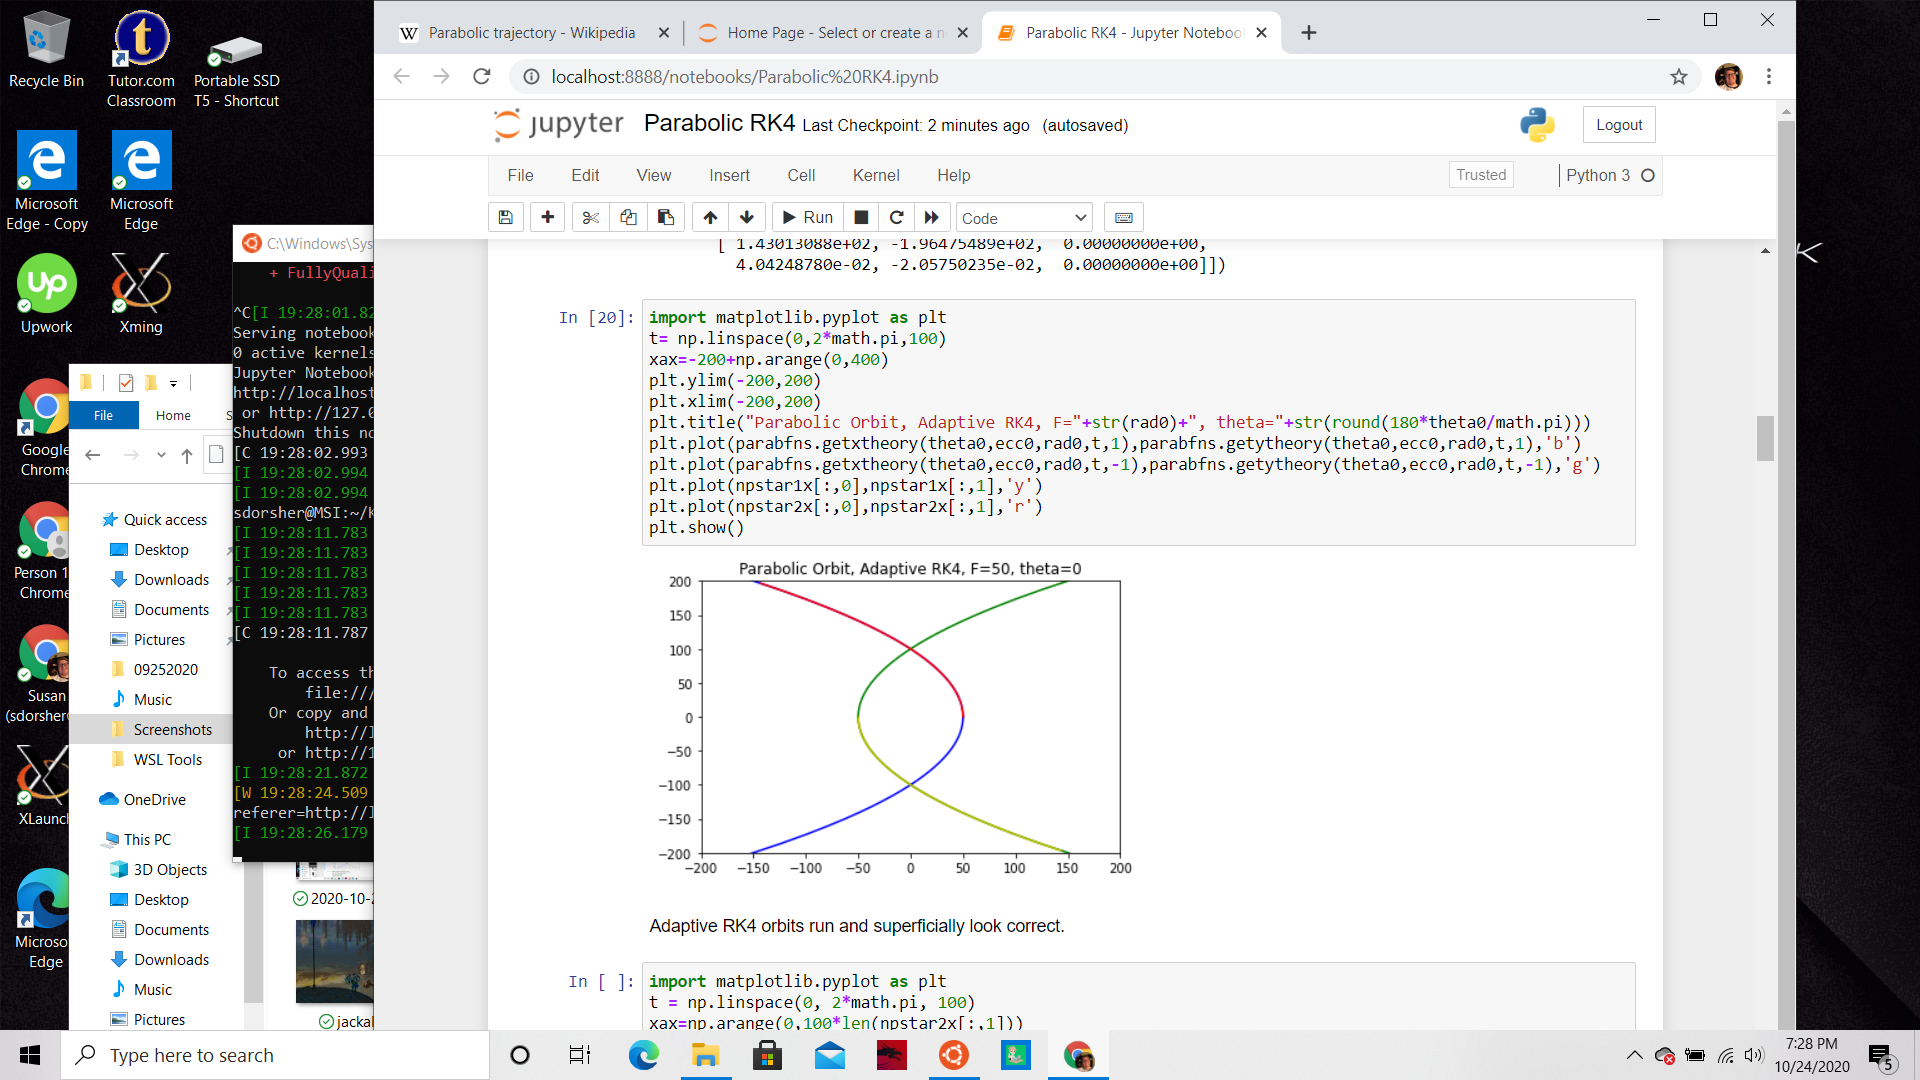 Recycle Bin
Tutor.com
Classroom
Portable SSD
T5 - Shortcut
Microsoft
Edge - Copy
Microsoft
Edge
Upwork
Xming
Google
Chrome
Person 1
Chrome
Susan
(sdorsher
XLaunc
Microso
Edge
File
Home
Quick access
Desktop
Downloads
Documents
Pictures
09252020
Music
Screenshots
WSL Tools
OneDrive
This PC
3D Objects
Desktop
Documents
Downloads
Music
Pictures
2020-10-2
jackal
C:\Windows\Sys
+ FullyQuali
^C[I 19:28:01.82
Serving notebook
0 active kernels
Jupyter Notebook
http://localhost
or http://127.0
Shutdown this no
[C 19:28:02.993
[I 19:28:02.994
[I 19:28:02.994
sdorsher@MSI:~/K
[I 19:28:11.783
[I 19:28:11.783
[I 19:28:11.783
[I 19:28:11.783
[I 19:28:11.783
[C 19:28:11.787
To access th
file:///
Or copy and
http://l
or http://1
[I 19:28:21.872
[W 19:28:24.509
referer=http://l
[I 19:28:26.179
Parabolic trajectory - Wikipedia
Home Page - Select or create a n
Parabolic RK4 - Jupyter Noteboo
localhost:8888/notebooks/Parabolic%20RK4.ipynb
jupyter Parabolic RK4 Last Checkpoint: 2 minutes ago (autosaved)
Logout
File Edit View Insert Cell Kernel Help
Trusted
Python 3
Run
Code
[ 1.43013088e+02, -1.96475489e+02, 0.00000000e+00,
4.04248780e-02, -2.05750235e-02, 0.00000000e+00]])
In [20]: import matplotlib.pyplot as plt
t= np.linspace(0,2*math.pi,100)
xax=-200+np.arange(0,400)
plt.ylim(-200,200)
plt.xlim(-200,200)
plt.title("Parabolic Orbit, Adaptive RK4, F="+str(rad0)+", theta="+str(round(180*theta0/math.pi)))
plt.plot(parabfns.getxtheory(theta0,ecc0,rad0,t,1),parabfns.getytheory(theta0,ecc0,rad0,t,1),'b')
plt.plot(parabfns.getxtheory(theta0,ecc0,rad0,t,-1),parabfns.getytheory(theta0,ecc0,rad0,t,-1),'g')
plt.plot(npstar1x[:,0],npstar1x[:,1],'y')
plt.plot(npstar2x[:,0],npstar2x[:,1],'r')
plt.show()
Parabolic Orbit, Adaptive RK4, F=50, theta=0
200
150
100
50
0
−50
−100
−150
−200
−200 −150 −100 −50 0 50 100 150 200
Adaptive RK4 orbits run and superficially look correct.
In [ ]: import matplotlib.pyplot as plt
t = np.linspace(0, 2*math.pi, 100)
xax=np.arange(0,100*len(npstar2x[:,1]))
Type here to search
7:28 PM
10/24/2020
5